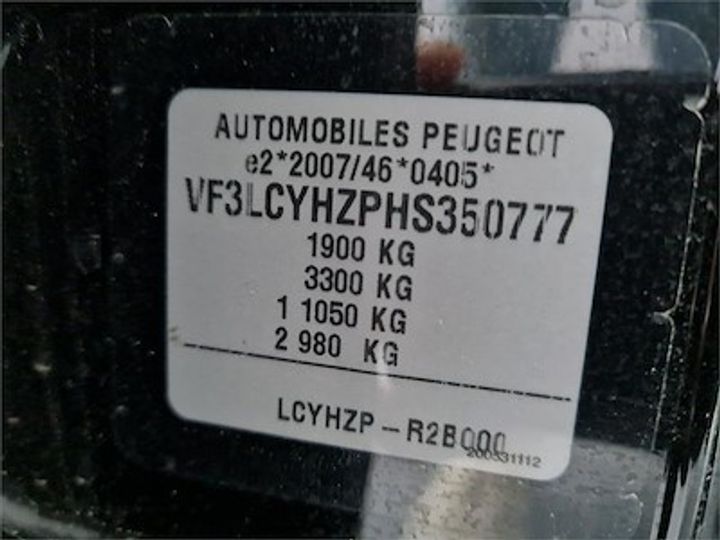 AUTOMOBILES PEUGEOT
e2*2007/46*0405*
VF3LCYHZPHS350777
1900 KG
3300 KG
1 1050 KG
2 980 KG
LCYHZP-R2B000
200531112